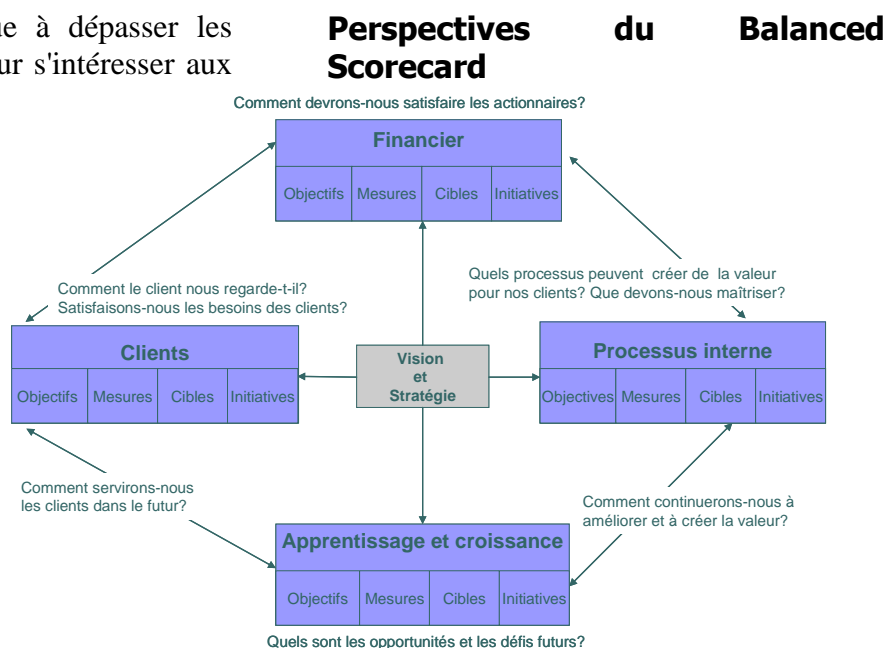 ue à dépasser les
ur s'intéresser aux
Perspectives du Balanced
Scorecard
Comment devrons-nous satisfaire les actionnaires?
Financier
Objectifs Mesures Cibles Initiatives
Comment le client nous regarde-t-il?
Satisfaisons-nous les besoins des clients?
Quels processus peuvent créer de la valeur
pour nos clients? Que devons-nous maîtriser?
Clients
Objectifs Mesures Cibles Initiatives
Vision
et
Stratégie
Processus interne
Objectives Mesures Cibles Initiatives
Comment servirons-nous
les clients dans le futur?
Comment continuerons-nous à
améliorer et à créer la valeur?
Apprentissage et croissance
Objectifs Mesures Cibles Initiatives
Quels sont les opportunités et les défis futurs?